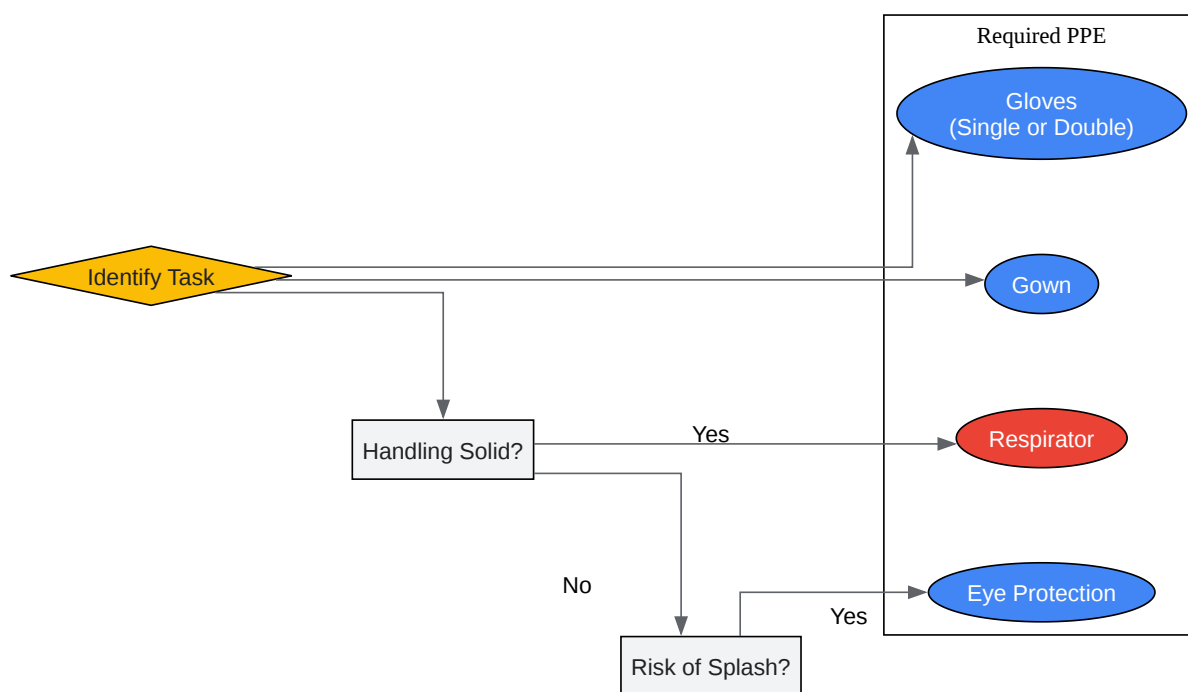 Required PPE
Gloves
(Single or Double)
Identify Task
Gown
Handling Solid?
Yes
Respirator
No
Eye Protection
Yes
Risk of Splash?